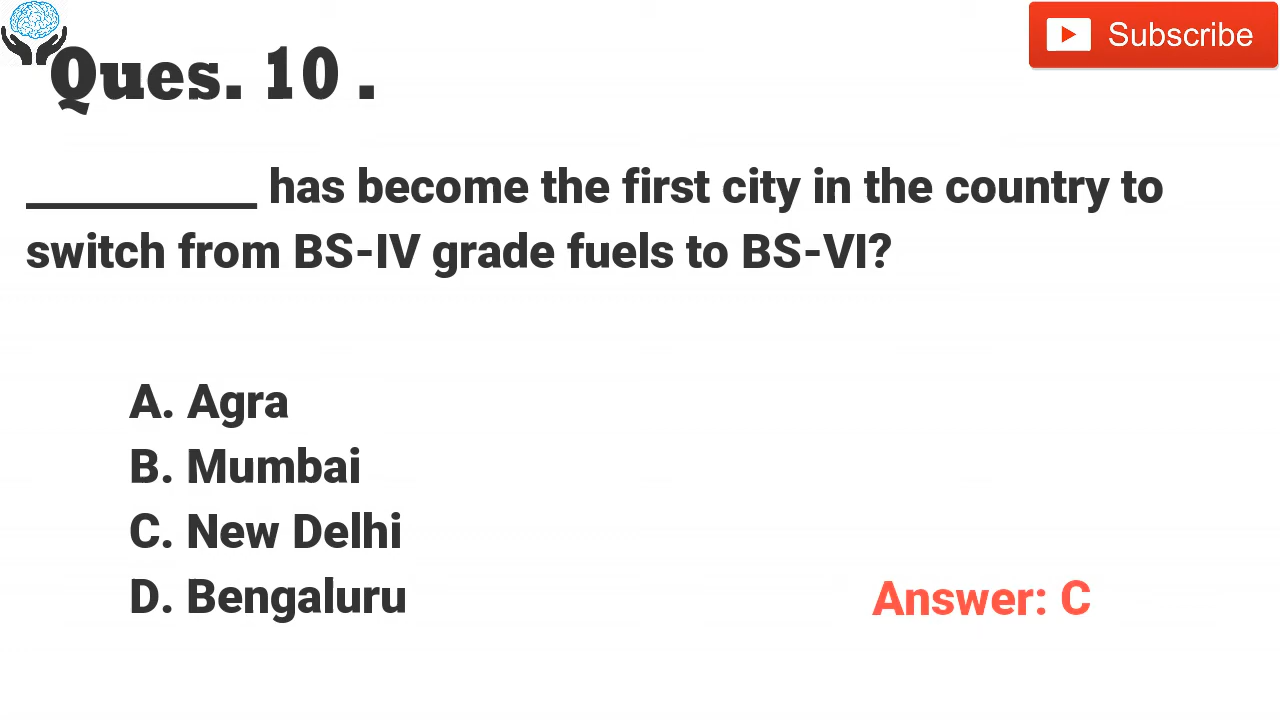 Subscribe
Ques. 10 .
__________ has become the first city in the country to
switch from BS-IV grade fuels to BS-VI?
A. Agra
B. Mumbai
C. New Delhi
D. Bengaluru
Answer: C